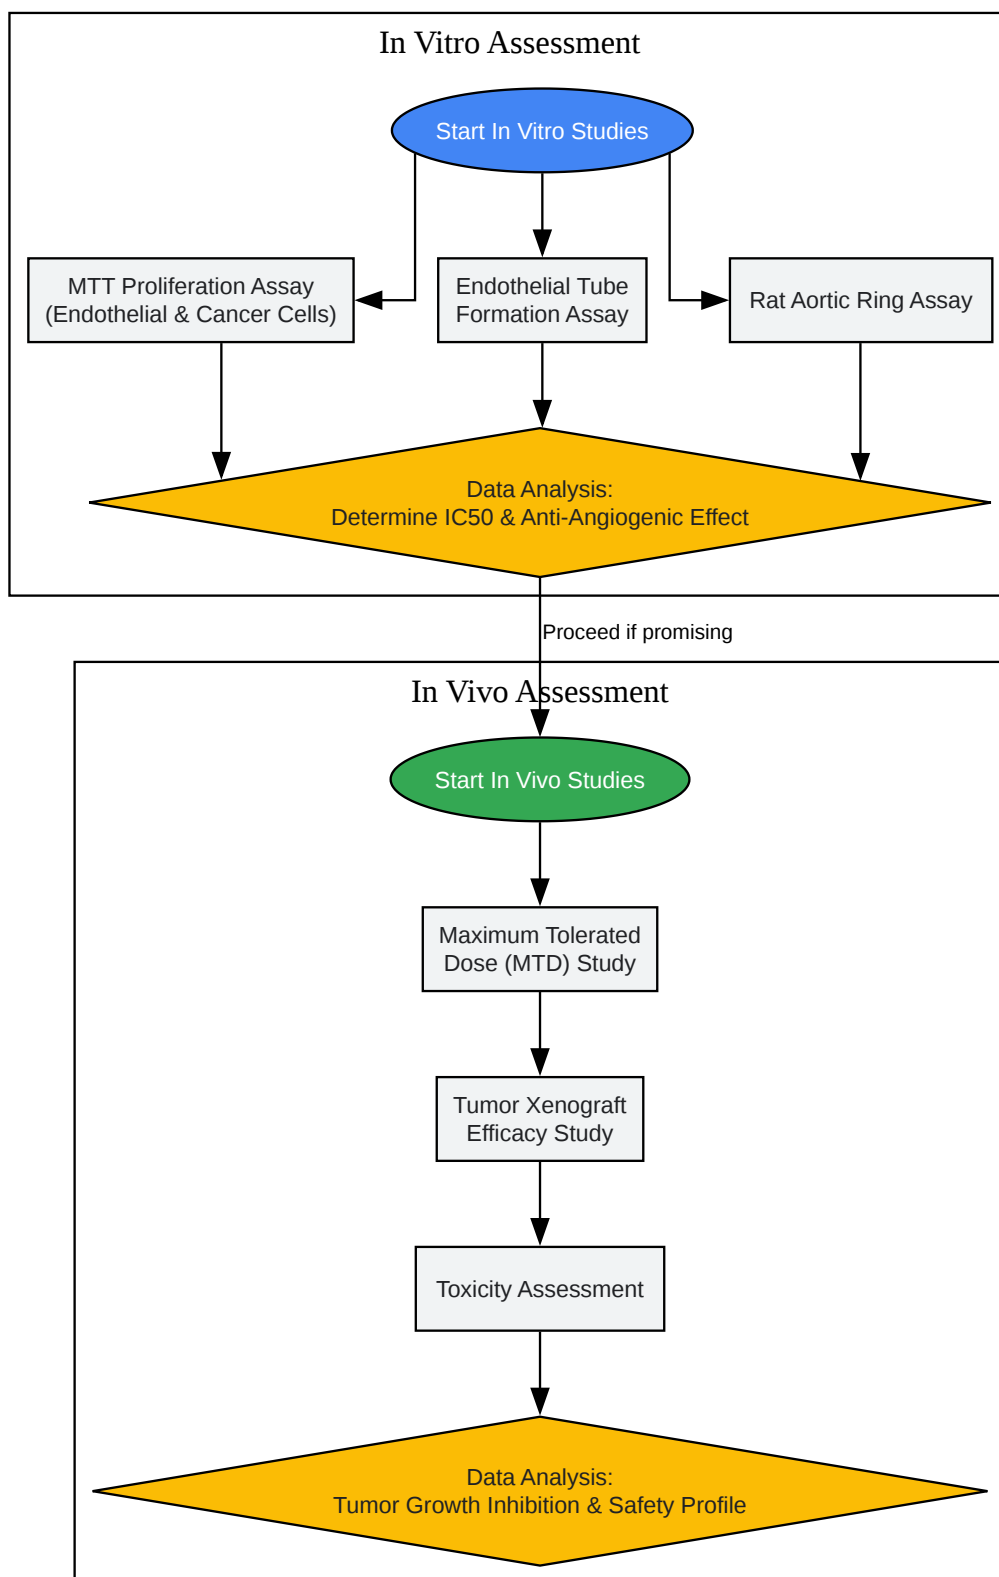 In Vitro Assessment
Start In Vitro Studies
MTT Proliferation Assay
(Endothelial & Cancer Cells)
Endothelial Tube
Formation Assay
Rat Aortic Ring Assay
Data Analysis:
Determine IC50 & Anti-Angiogenic Effect
Proceed if promising
In Vivo Assessment
Start In Vivo Studies
Maximum Tolerated
Dose (MTD) Study
Tumor Xenograft
Efficacy Study
Toxicity Assessment
Data Analysis:
Tumor Growth Inhibition & Safety Profile